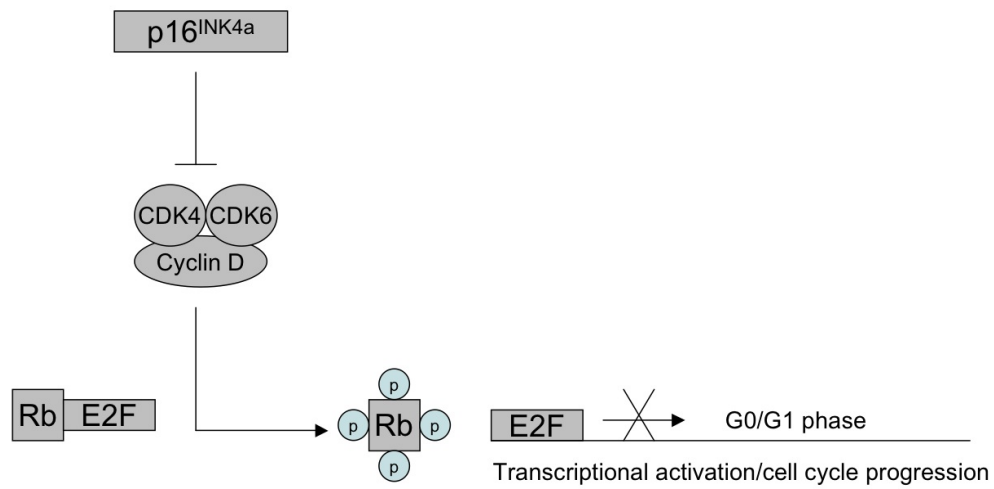 p16INK4a
CDK4 CDK6
Cyclin D
p
Rb E2F p Rb p E2F G0/G1 phase
p
Transcriptional activation/cell cycle progression